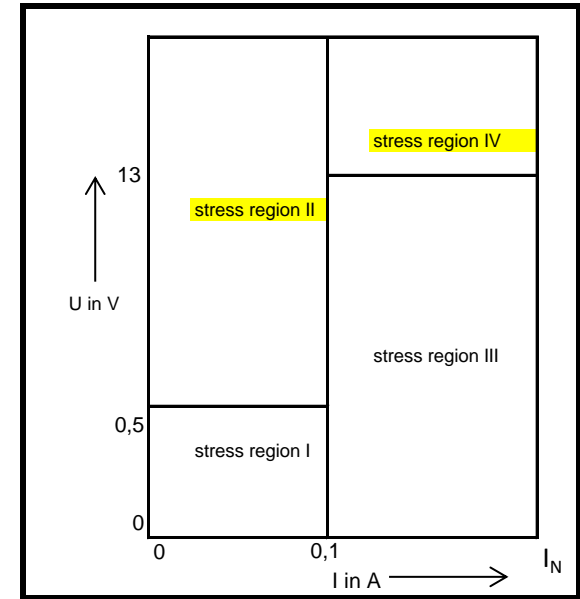 stress region IV
13
stress region II
U in V
stress region III
0,5
stress region I
0
0
0,1
I_N
I in A